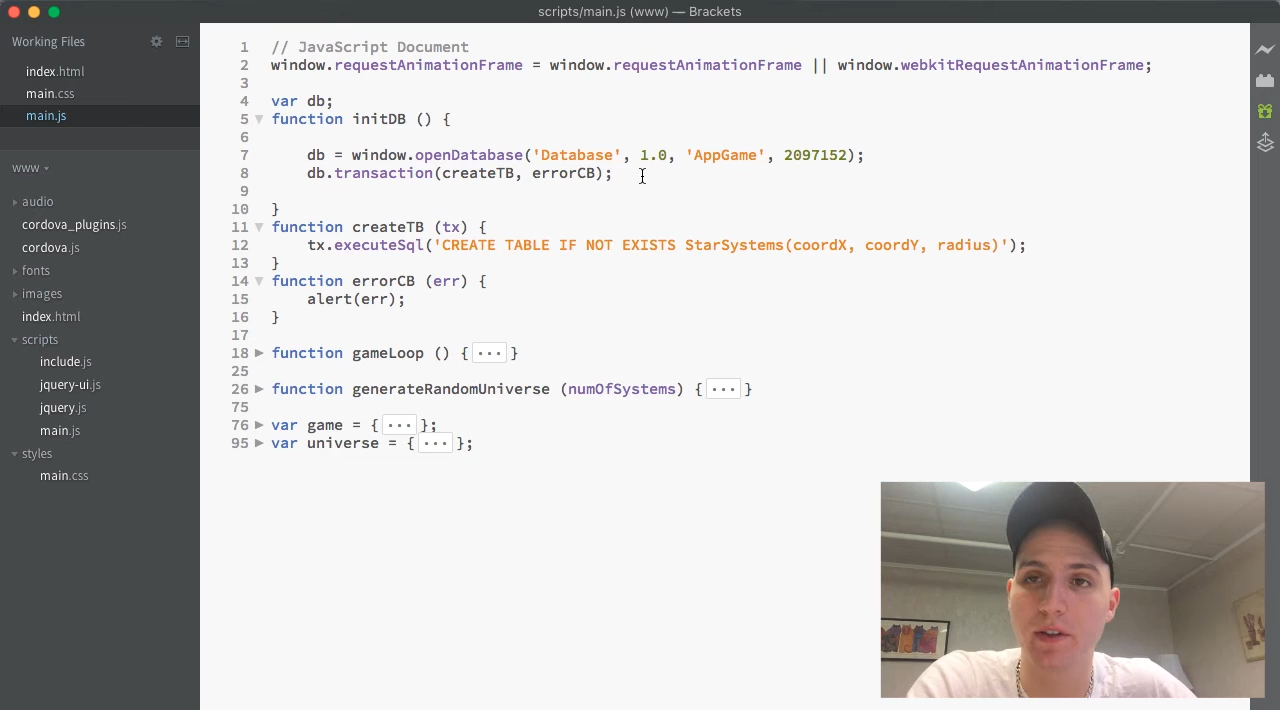 scripts/main.js (www) — Brackets
Working Files
index.html
main.css
main.js
www
audio
cordova_plugins.js
cordova.js
fonts
images
index.html
scripts
include.js
jquery-ui.js
jquery.js
main.js
styles
main.css
1 // JavaScript Document
2 window.requestAnimationFrame = window.requestAnimationFrame || window.webkitRequestAnimationFrame;
3
4 var db;
5 function initDB () {
6
7 db = window.openDatabase('Database', 1.0, 'AppGame', 2097152);
8 db.transaction(createTB, errorCB);
9
10 }
11 function createTB (tx) {
12 tx.executeSql('CREATE TABLE IF NOT EXISTS StarSystems(coordX, coordY, radius)');
13 }
14 function errorCB (err) {
15 alert(err);
16 }
17
18 function gameLoop () {...}
25
26 function generateRandomUniverse (numOfSystems) {...}
75
76 var game = {...};
95 var universe = {...};